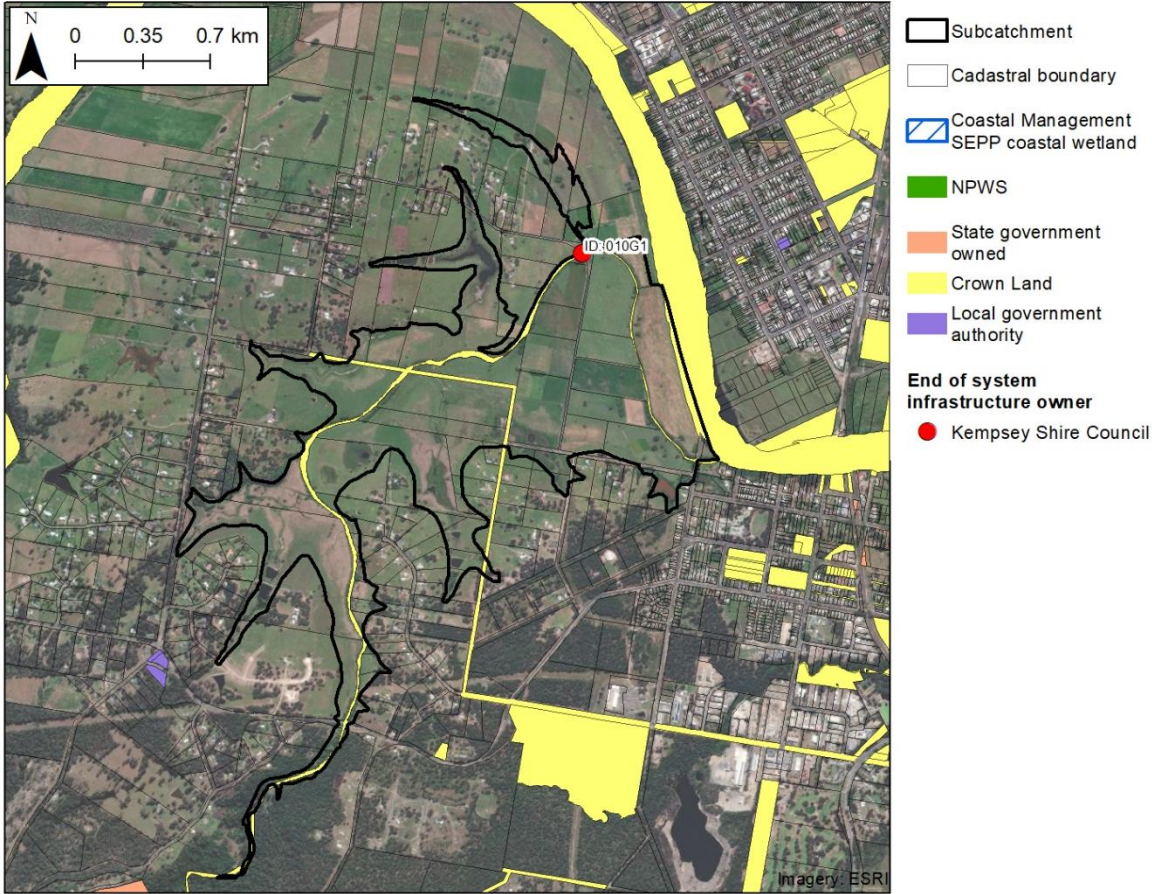 N
0 0.35 0.7 km
ID: 010G1
Imagery: ESRI
Subcatchment
Cadastral boundary
Coastal Management
SEPP coastal wetland
NPWS
State government
owned
Crown Land
Local government
authority
End of system
infrastructure owner
Kempsey Shire Council